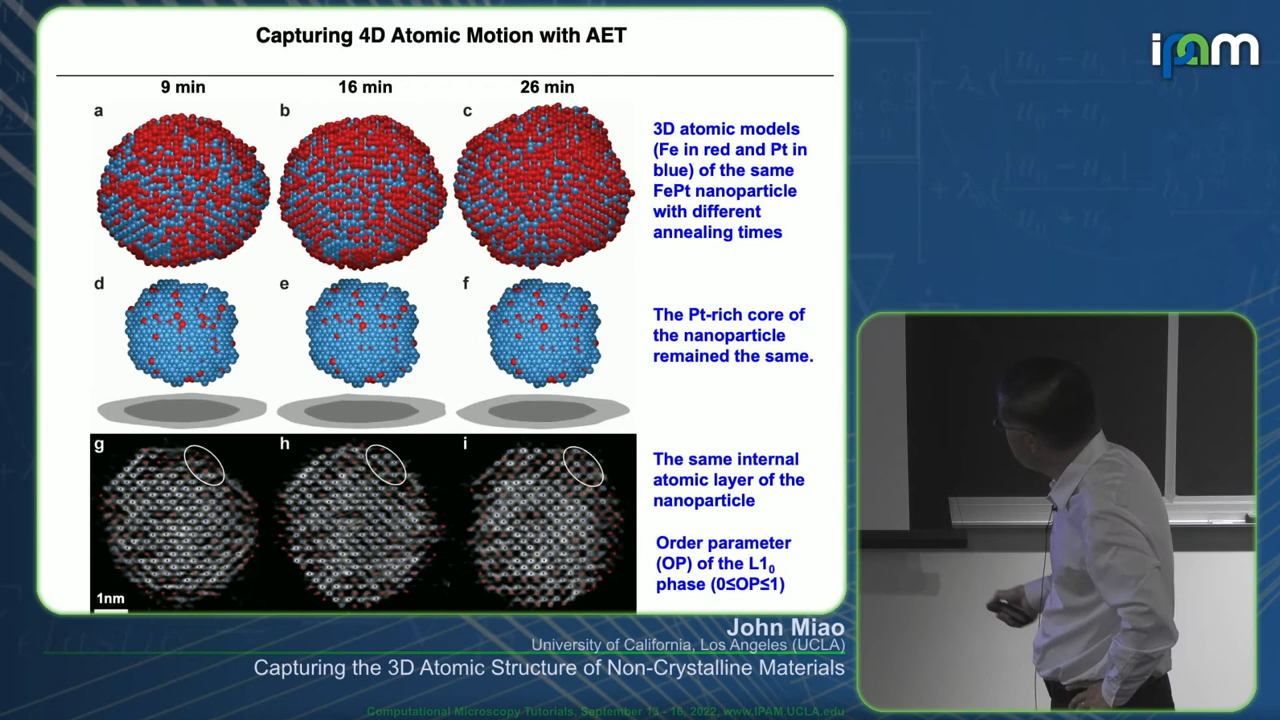 Capturing 4D Atomic Motion with AET
9 min
16 min
26 min
a
b
c
3D atomic models
(Fe in red and Pt in
blue) of the same
FePt nanoparticle
with different
annealing times
d
e
f
The Pt-rich core of
the nanoparticle
remained the same.
g
h
i
The same internal
atomic layer of the
nanoparticle
Order parameter
(OP) of the L1₀
phase (0≤OP≤1)
1nm
ipam
John Miao
University of California, Los Angeles (UCLA)
Capturing the 3D Atomic Structure of Non-Crystalline Materials
Computational Microscopy Tutorials, September 13 - 16, 2022, www.IPAM.UCLA.edu